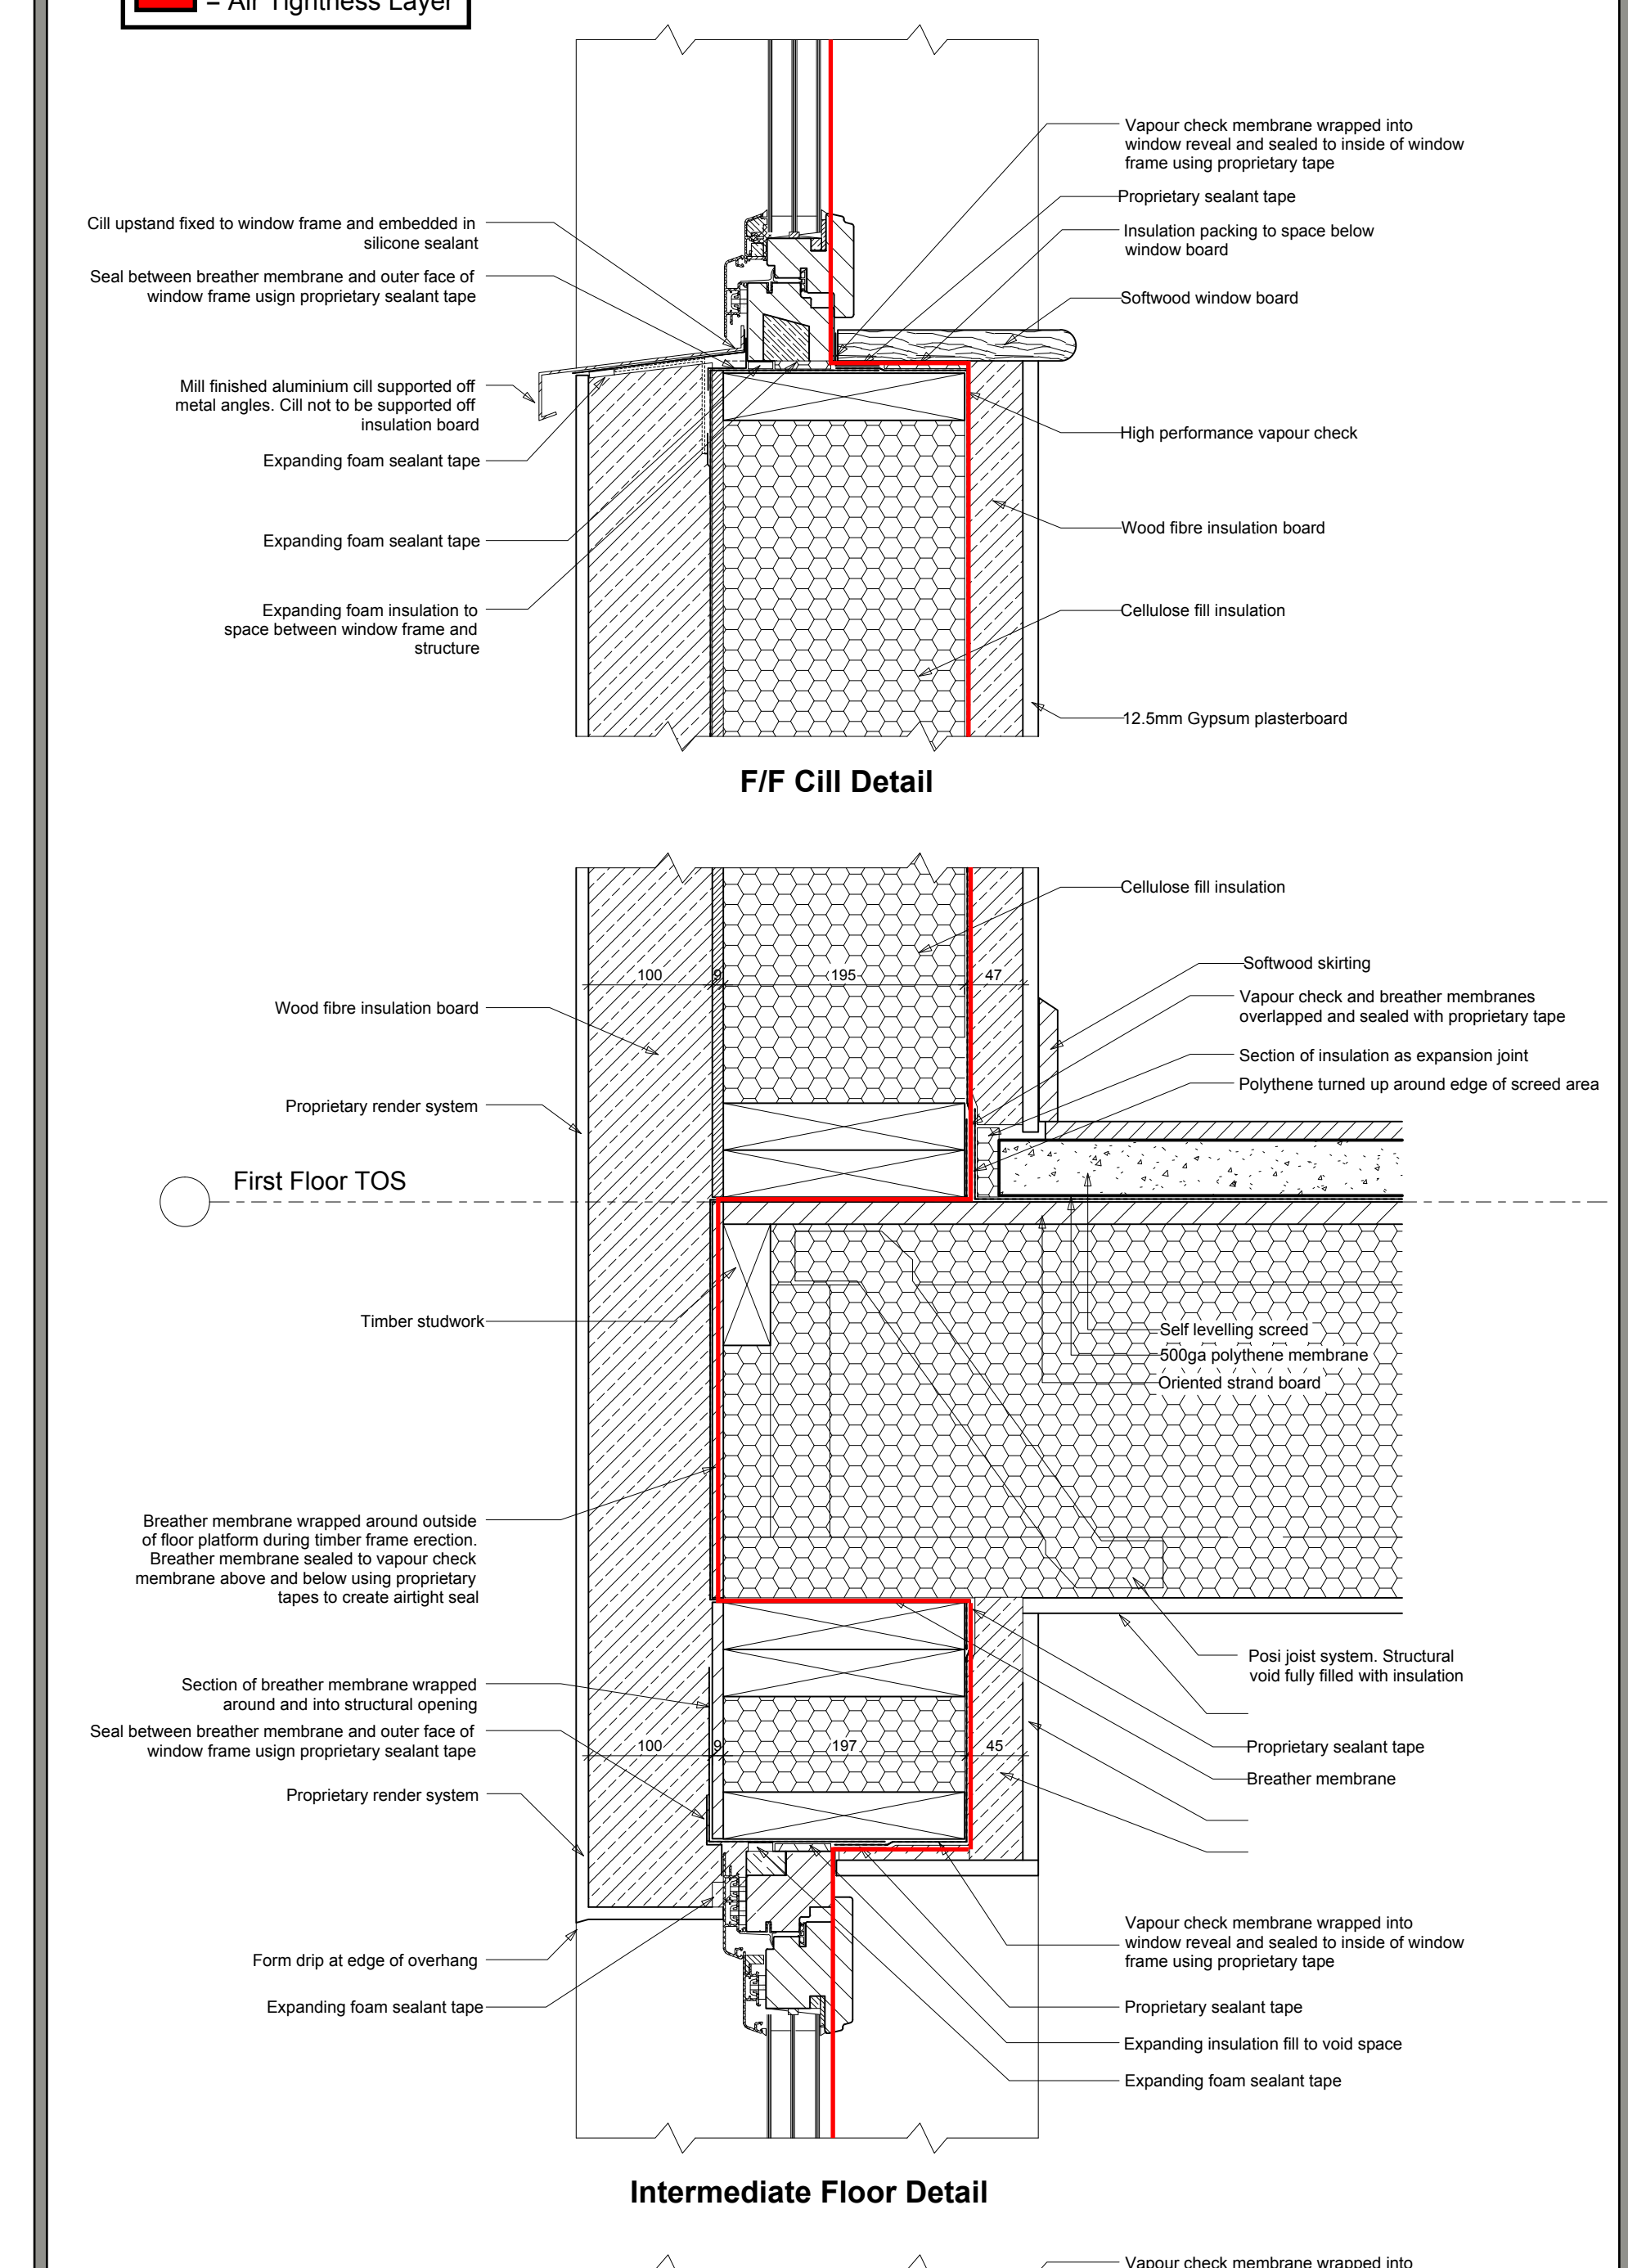 = Air Tightness Layer
Vapour check membrane wrapped into
window reveal and sealed to inside of window
frame using proprietary tape
Proprietary sealant tape
Insulation packing to space below
window board
Softwood window board
High performance vapour check
Wood fibre insulation board
Cellulose fill insulation
12.5mm Gypsum plasterboard
Cill upstand fixed to window frame and embedded in
silicone sealant
Seal between breather membrane and outer face of
window frame usign proprietary sealant tape
Mill finished aluminium cill supported off
metal angles. Cill not to be supported off
insulation board
Expanding foam sealant tape
Expanding foam sealant tape
Expanding foam insulation to
space between window frame and
structure
F/F Cill Detail
Cellulose fill insulation
100 9 195 47
Softwood skirting
Vapour check and breather membranes
overlapped and sealed with proprietary tape
Section of insulation as expansion joint
Polythene turned up around edge of screed area
Wood fibre insulation board
Proprietary render system
First Floor TOS
Timber studwork
Self levelling screed
500ga polythene membrane
Oriented strand board
Breather membrane wrapped around outside
of floor platform during timber frame erection.
Breather membrane sealed to vapour check
membrane above and below using proprietary
tapes to create airtight seal
Section of breather membrane wrapped
around and into structural opening
Seal between breather membrane and outer face of
window frame usign proprietary sealant tape
Proprietary render system
100 9 197 45
Posi joist system. Structural
void fully filled with insulation
Proprietary sealant tape
Breather membrane
Form drip at edge of overhang
Expanding foam sealant tape
Vapour check membrane wrapped into
window reveal and sealed to inside of window
frame using proprietary tape
Proprietary sealant tape
Expanding insulation fill to void space
Expanding foam sealant tape
Intermediate Floor Detail
Vapour check membrane wrapped into